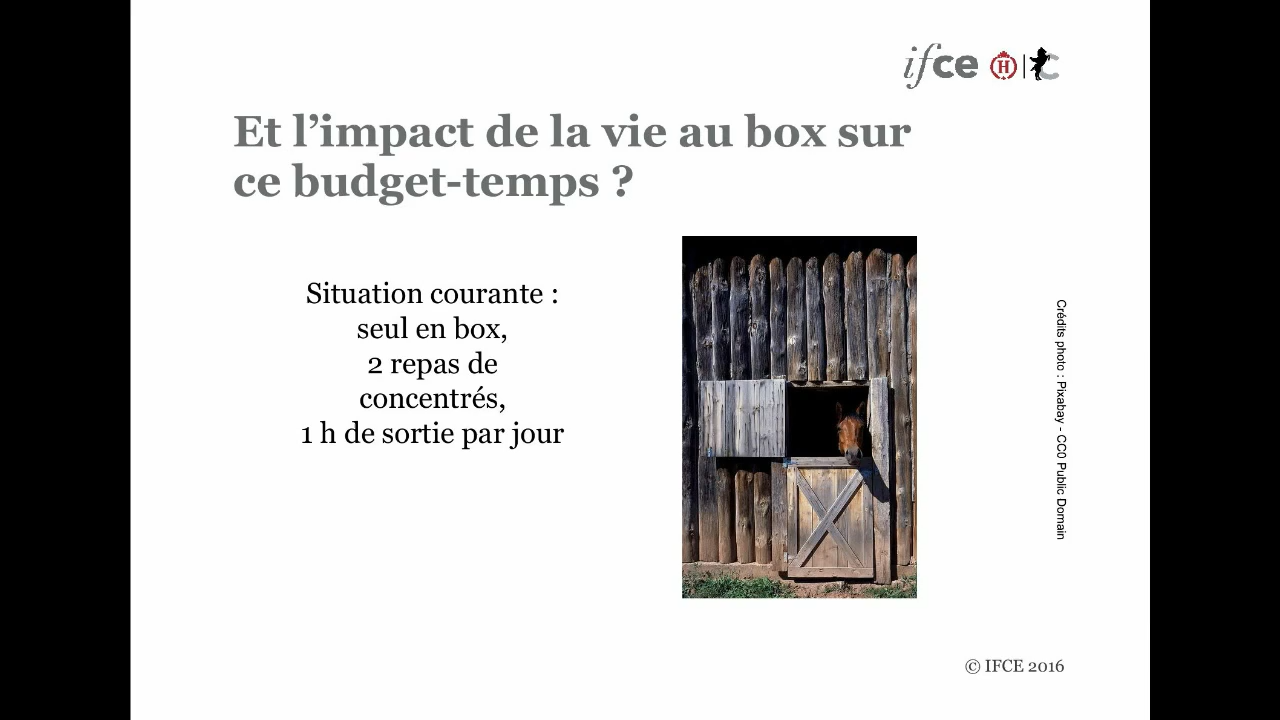 ifce
H
Et l’impact de la vie au box sur
ce budget-temps ?
Situation courante :
seul en box,
2 repas de
concentrés,
1 h de sortie par jour
Crédits photo : Pixabay - CC0 Public Domain
© IFCE 2016